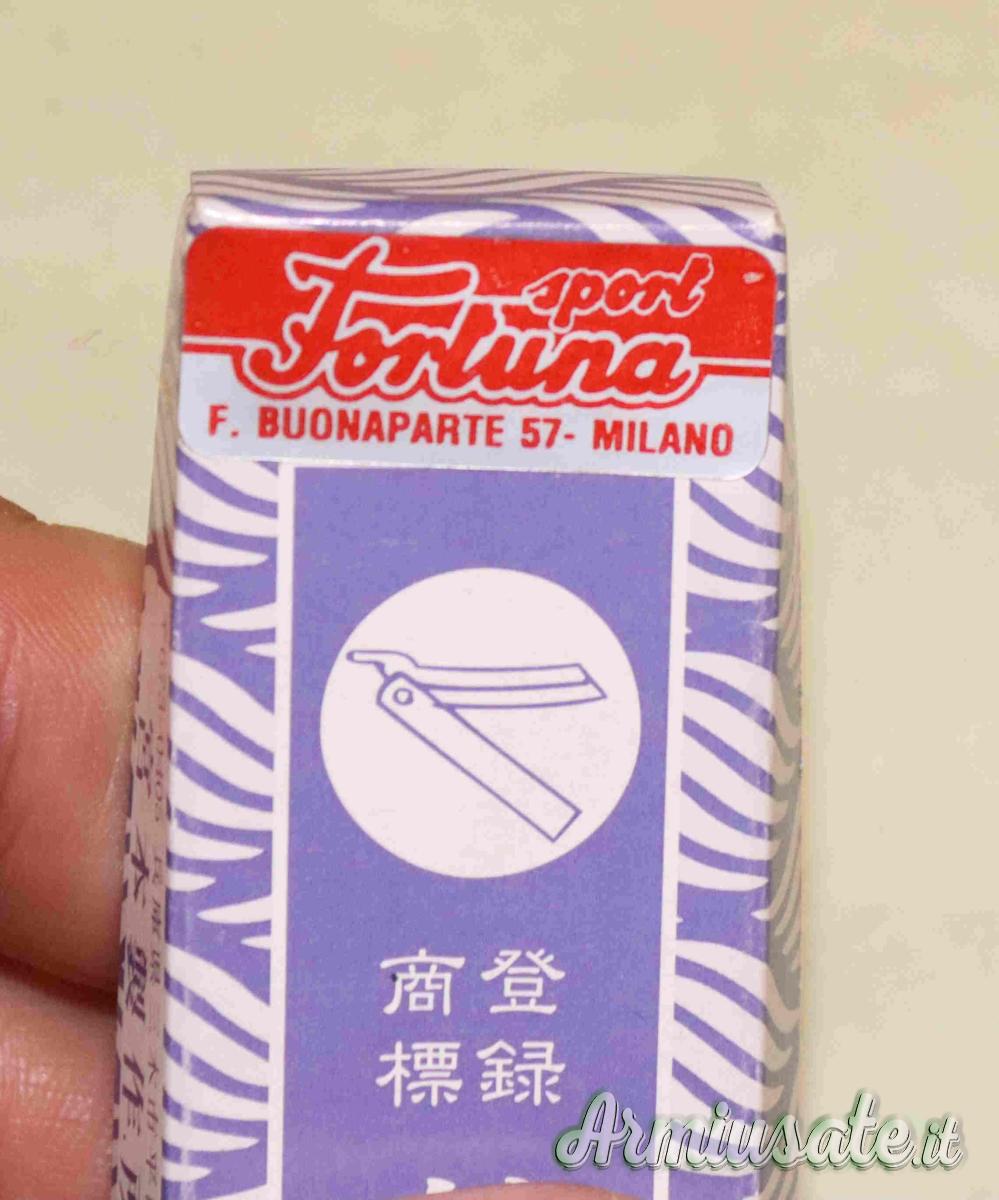 sport
Fortuna
F. BUONAPARTE 57- MILANO
登録
商標
Armiusate.it